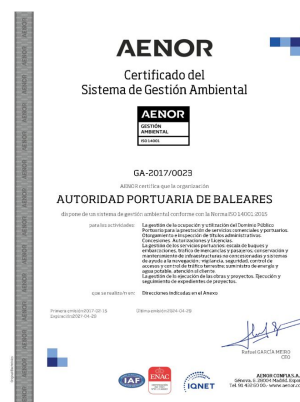 AENOR
Certificado del
Sistema de Gestión Ambiental
AENOR
GESTIÓN
AMBIENTAL
ISO 14001
GA-2017/0023
AENOR certifica que la organización
AUTORIDAD PORTUARIA DE BALEARES
dispone de un sistema de gestión ambiental conforme con la Norma ISO 14001:2015
para las actividades:
La gestión de la ocupación y utilización del Dominio Público
Portuario para la prestación de servicios comerciales y portuarios.
Otorgamiento e inspección de títulos administrativos.
Concesiones, Autorizaciones y Licencias.
La gestión de los servicios portuarios: escala de buques y
embarcaciones, tráfico de mercancías y pasajeros; conservación y
mantenimiento de infraestructuras no concesionadas y sistemas
de ayuda a la navegación; vigilancia, seguridad, control de
accesos y control de tráfico terrestre; suministro de energía y
agua potable, atención al cliente.
La gestión de la ejecución de las obras y proyectos. Ejecución y
seguimiento de expedientes de proyectos.
que se realiza/n en:
Direcciones indicadas en el Anexo
Rafael GARCÍA MEIRO
CEO
IAF
ENAC
IQNET
AENOR CONFIA S.A.
Génova, 6. 28004 Madrid. España